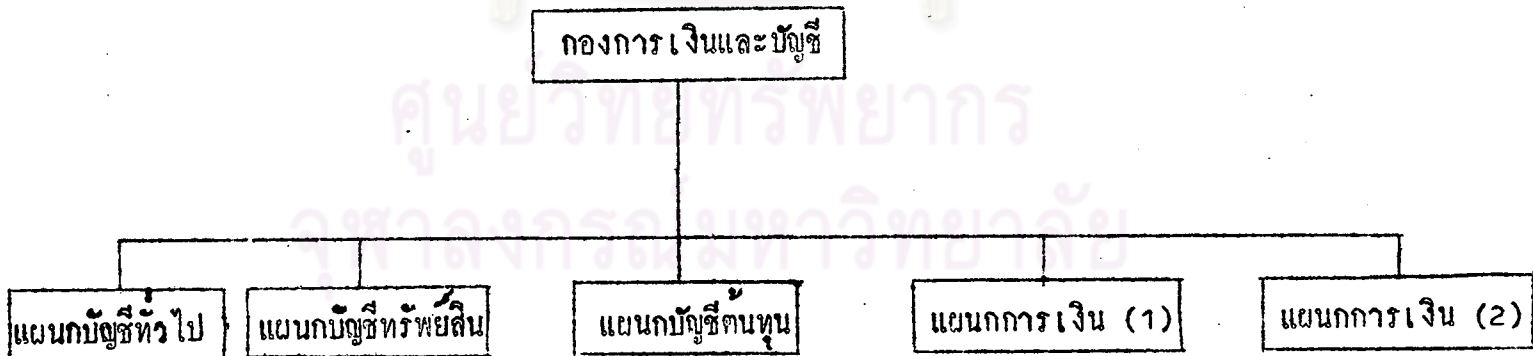 กองการเงินและบัญชี
ศูนย์วิทยทรัพยากร
จุฬาลงกรณ์มหาวิทยาลัย
แผนกบัญชีทั่วไป แผนกบัญชีทรัพย์สิน แผนกบัญชีต้นทุน แผนกการเงิน (1) แผนกการเงิน (2)